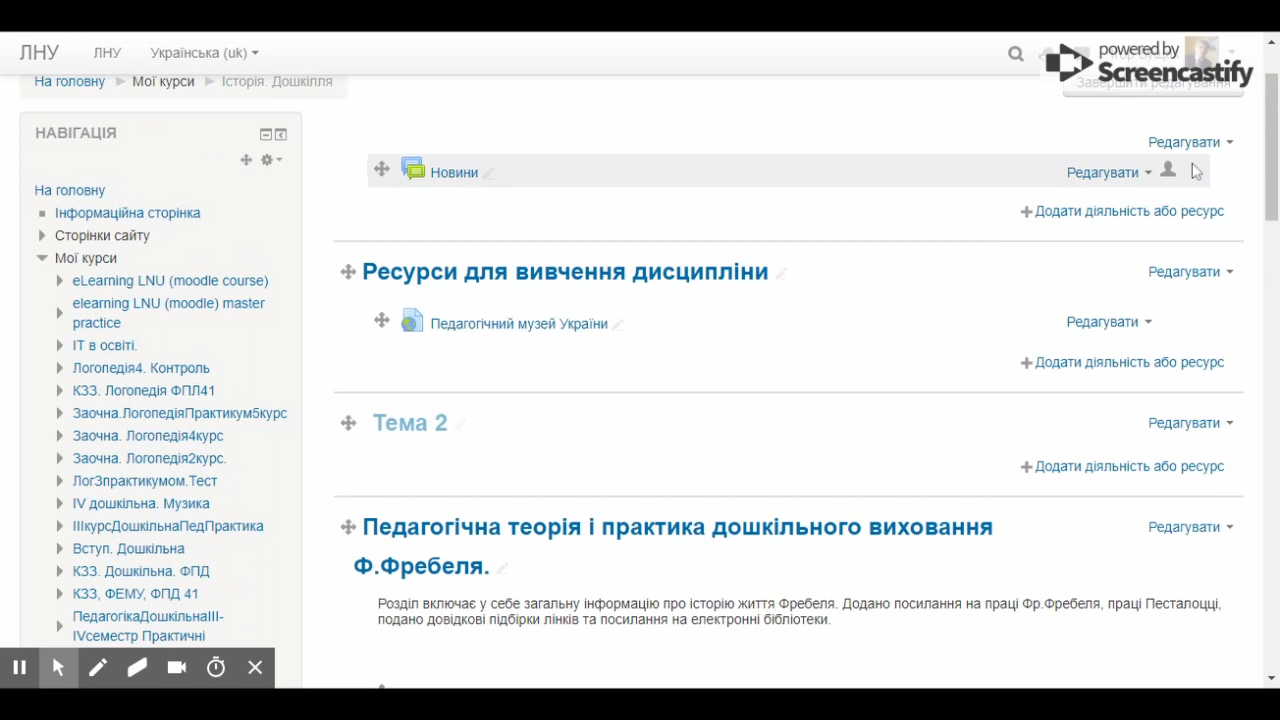 ЛНУ ЛНУ Українська (uk)
powered by
Screencastify
На головну Мої курси Історія. Дошкілля
Завершити редагування
НАВІГАЦІЯ
На головну
Інформаційна сторінка
Сторінки сайту
Мої курси
eLearning LNU (moodle course)
elearning LNU (moodle) master
practice
ІТ в освіті.
Логопедія4. Контроль
КЗЗ. Логопедія ФПЛ41
Заочна.ЛогопедіяПрактикум5курс
Заочна. Логопедія4курс
Заочна. Логопедія2курс.
ЛогЗпрактикумом.Тест
IV дошкільна. Музика
ІІІкурсДошкільнаПедПрактика
Вступ. Дошкільна
КЗЗ. Дошкільна. ФПД
КЗЗ, ФЕМУ, ФПД 41
ПедагогікаДошкільнаІІІ-
IVсеместр Практичні
Редагувати
Новини Редагувати
Додати діяльність або ресурс
Ресурси для вивчення дисципліни Редагувати
Педагогічний музей України Редагувати
Додати діяльність або ресурс
Тема 2 Редагувати
Додати діяльність або ресурс
Педагогічна теорія і практика дошкільного виховання Редагувати
Ф.Фребеля.
Розділ включає у себе загальну інформацію про історію життя Фребеля. Додано посилання на праці Фр.Фребеля, праці Песталоцці,
подано довідкові підбірки лінків та посилання на електронні бібліотеки.